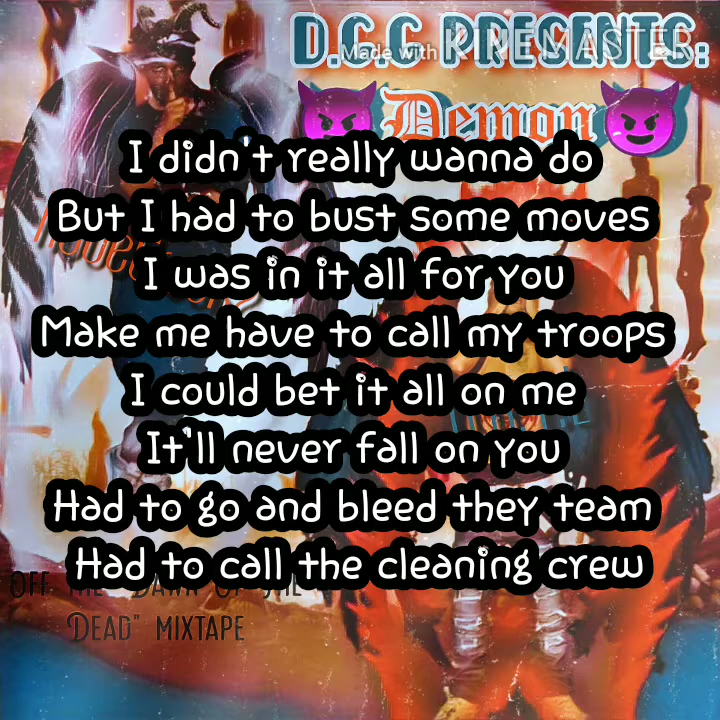 D.G.G PRESENTS:
Made with KINEMASTER
Demon
I didn't really wanna do
But I had to bust some moves
I was in it all for you
Make me have to call my troops
I could bet it all on me
It'll never fall on you
Had to go and bleed they team
Had to call the cleaning crew
OFF THE "DAWN OF THE
DEAD" MIXTAPE